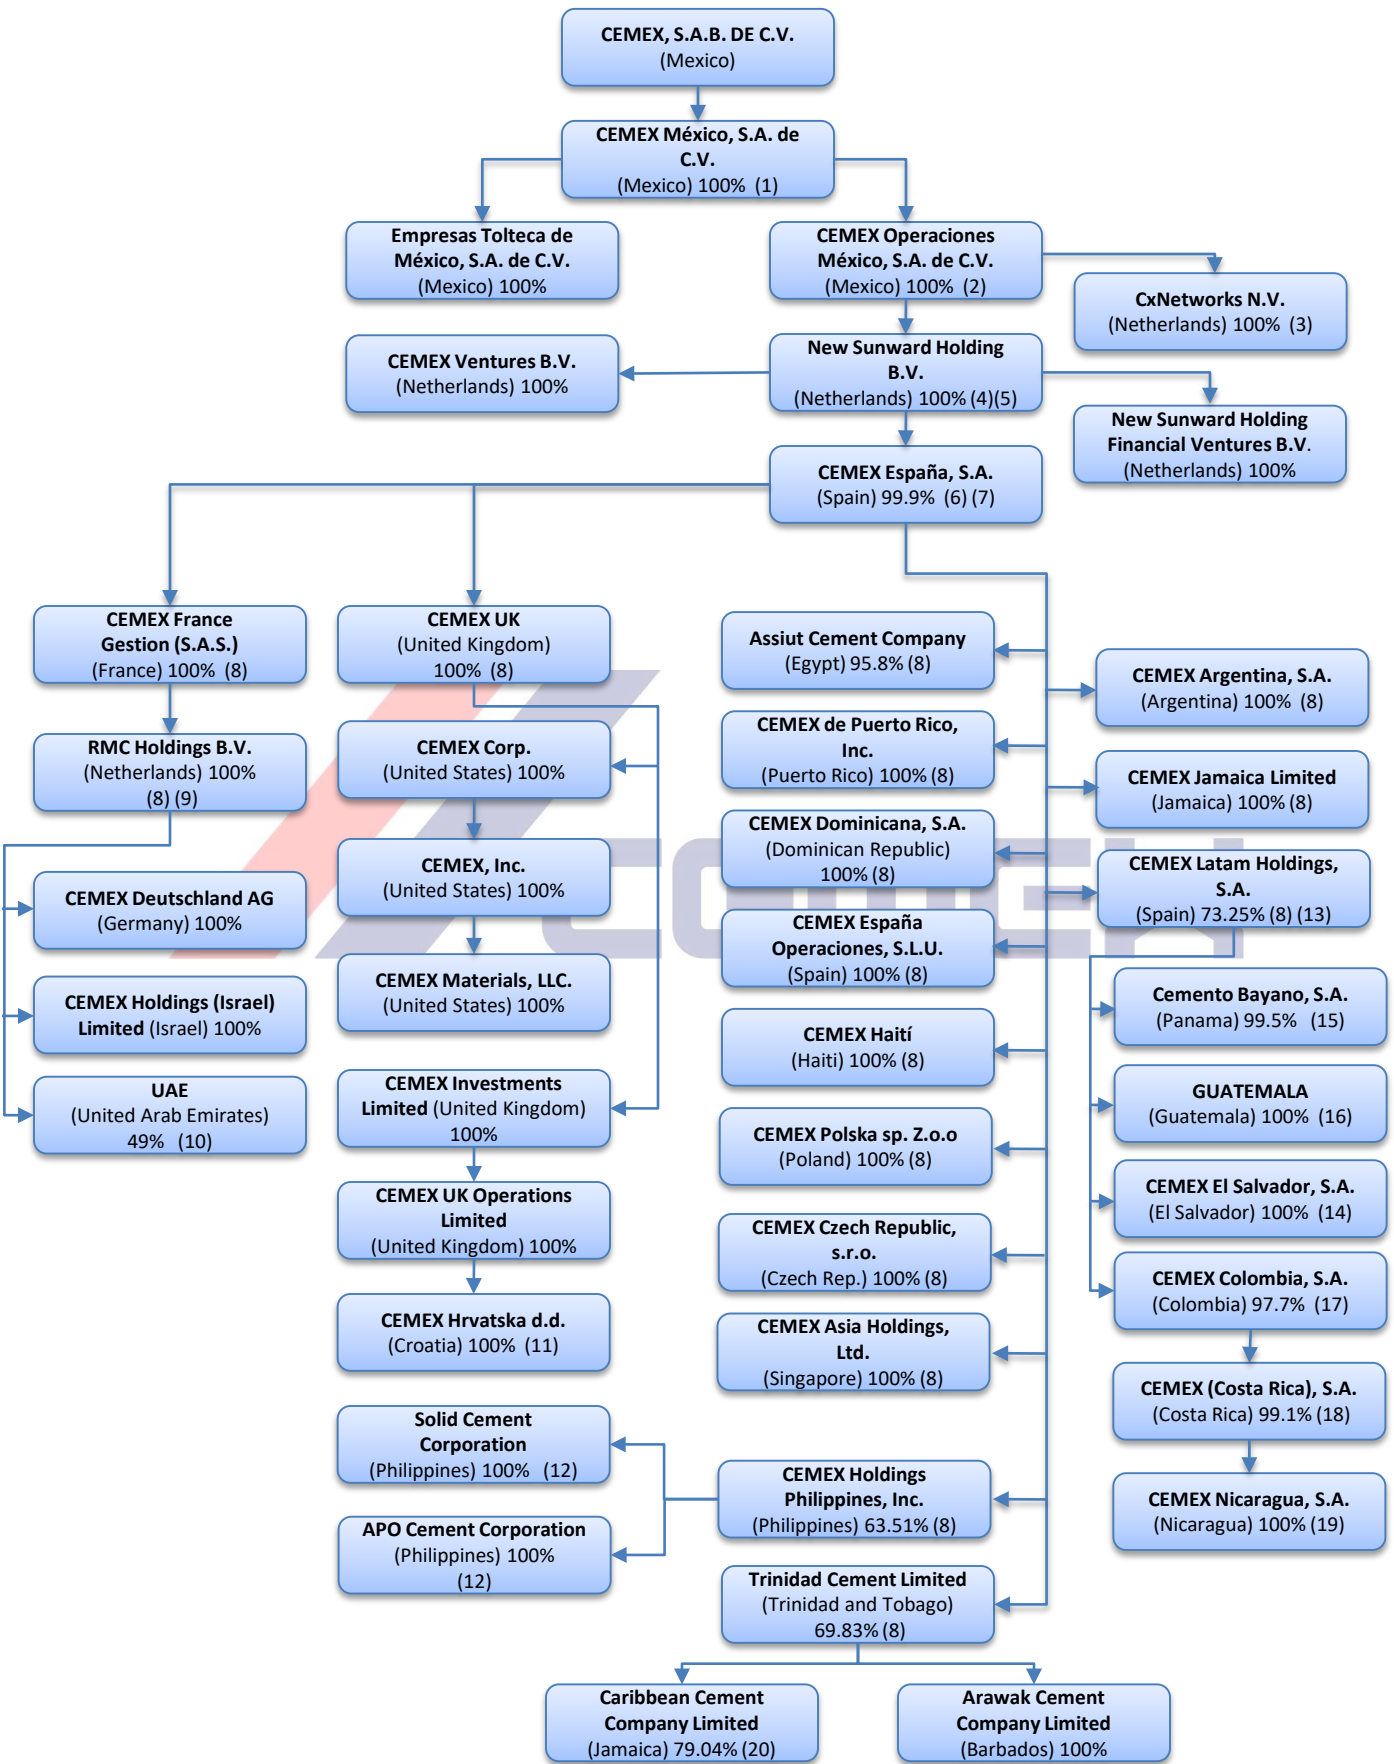 CEMEX, S.A.B. DE C.V.
(Mexico)
CEMEX México, S.A. de
C.V.
(Mexico) 100%  (1)
Empresas Tolteca de
México, S.A. de C.V.
(Mexico) 100%
CEMEX Operaciones
México, S.A. de C.V.
(Mexico) 100%  (2)
CxNetworks N.V.
(Netherlands) 100%  (3)
CEMEX Ventures B.V.
(Netherlands) 100%
New Sunward Holding
B.V.
(Netherlands) 100% (4)(5)
New Sunward Holding
Financial Ventures B.V.
(Netherlands) 100%
CEMEX España, S.A.
(Spain) 99.9%  (6) (7)
CEMEX France
Gestion (S.A.S.)
(France) 100%  (8)
RMC Holdings B.V.
(Netherlands) 100%
(8) (9)
CEMEX Deutschland AG
(Germany) 100%
CEMEX Holdings (Israel)
Limited (Israel) 100%
UAE
(United Arab Emirates)
49%  (10)
CEMEX UK
(United Kingdom)
100%  (8)
CEMEX Corp.
(United States) 100%
CEMEX, Inc.
(United States) 100%
CEMEX Materials, LLC.
(United States) 100%
CEMEX Investments
Limited (United Kingdom)
100%
CEMEX UK Operations
Limited
(United Kingdom) 100%
CEMEX Hrvatska d.d.
(Croatia) 100%  (11)
Solid Cement
Corporation
(Philippines) 100%   (12)
APO Cement Corporation
(Philippines) 100%
(12)
Assiut Cement Company
(Egypt) 95.8% (8)
CEMEX de Puerto Rico,
Inc.
(Puerto Rico) 100% (8)
CEMEX Dominicana, S.A.
(Dominican Republic)
100% (8)
CEMEX España
Operaciones, S.L.U.
(Spain) 100% (8)
CEMEX Haití
(Haiti) 100% (8)
CEMEX Polska sp. Z.o.o
(Poland) 100% (8)
CEMEX Czech Republic,
s.r.o.
(Czech Rep.) 100% (8)
CEMEX Asia Holdings,
Ltd.
(Singapore) 100% (8)
CEMEX Holdings
Philippines, Inc.
(Philippines) 63.51% (8)
Trinidad Cement Limited
(Trinidad and Tobago)
69.83% (8)
Caribbean Cement
Company Limited
(Jamaica) 79.04% (20)
Arawak Cement
Company Limited
(Barbados) 100%
CEMEX Argentina, S.A.
(Argentina) 100%  (8)
CEMEX Jamaica Limited
(Jamaica) 100% (8)
CEMEX Latam Holdings,
S.A.
(Spain) 73.25% (8) (13)
Cemento Bayano, S.A.
(Panama) 99.5%   (15)
GUATEMALA
(Guatemala) 100%  (16)
CEMEX El Salvador, S.A.
(El Salvador) 100%  (14)
CEMEX Colombia, S.A.
(Colombia) 97.7%  (17)
CEMEX (Costa Rica), S.A.
(Costa Rica) 99.1% (18)
CEMEX Nicaragua, S.A.
(Nicaragua) 100% (19)
CEMEX